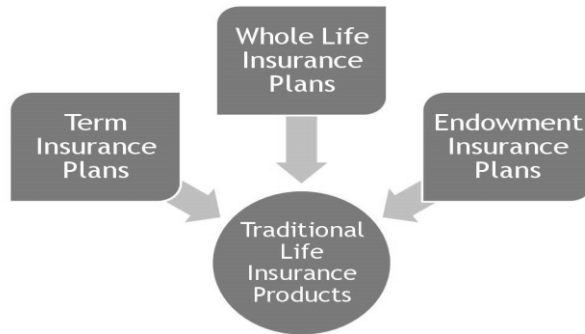 Whole Life
Insurance
Plans
Term
Insurance
Plans
Endowment
Insurance
Plans
Traditional
Life
Insurance
Products